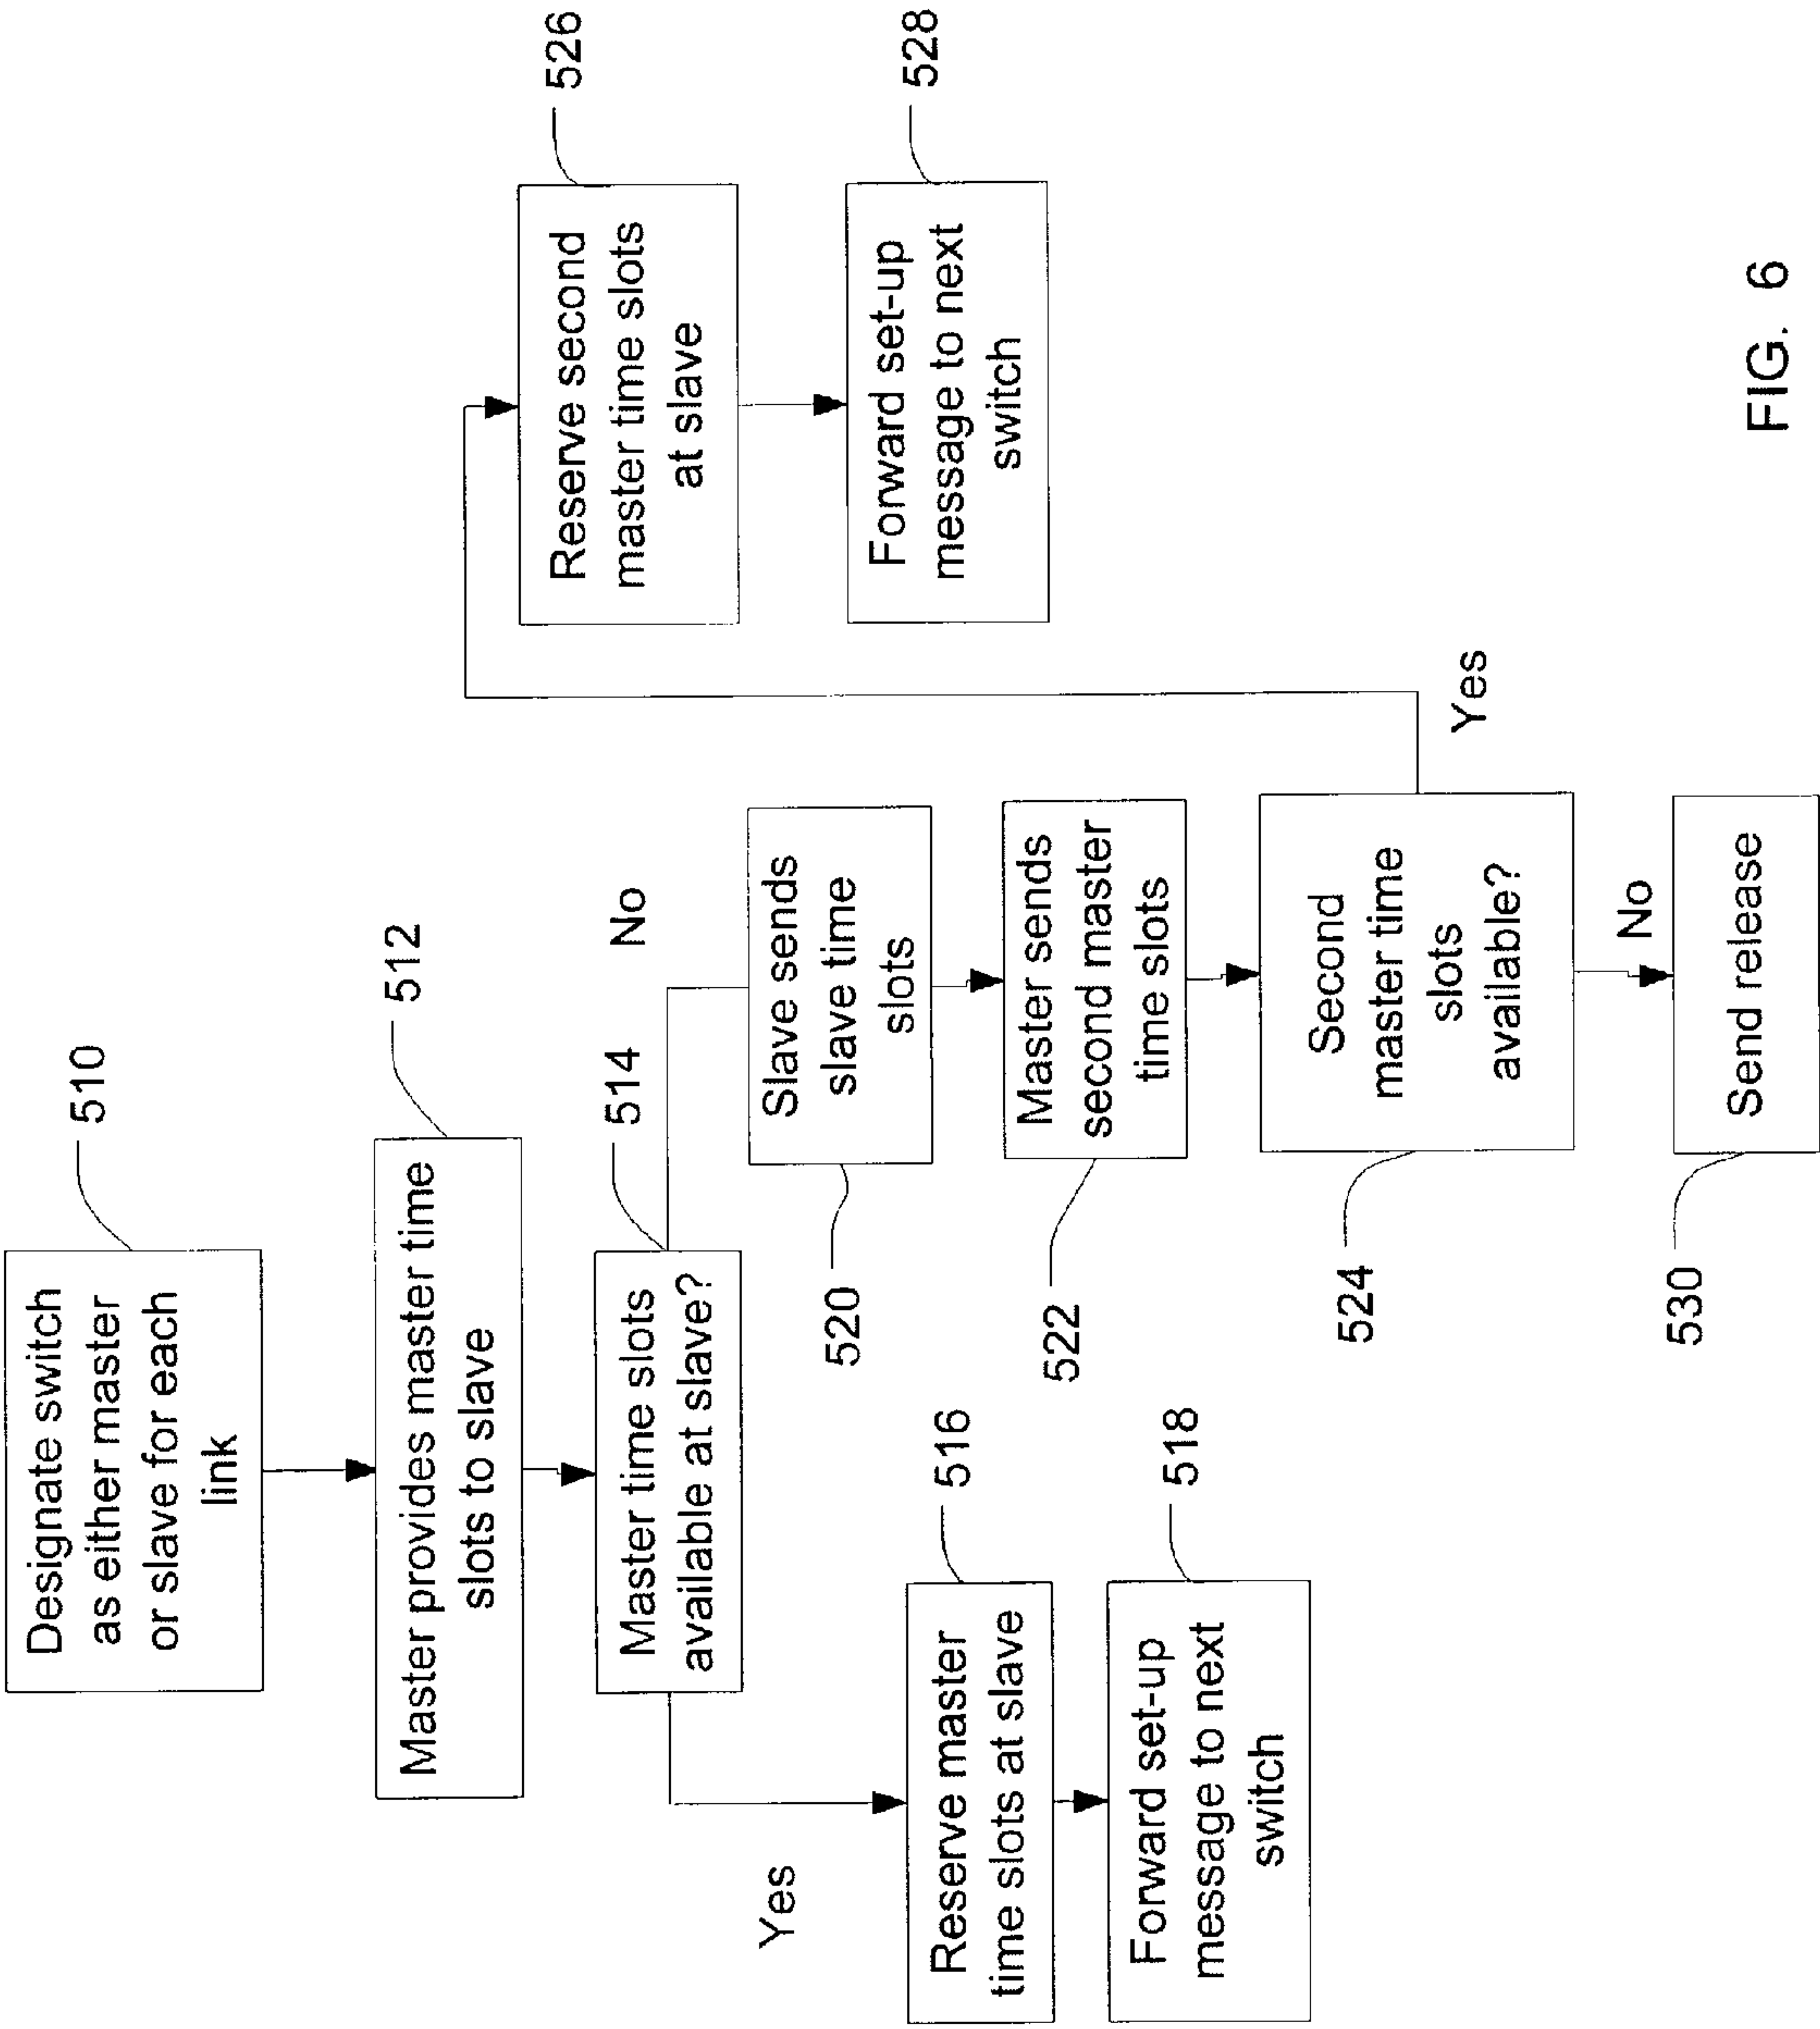 Designate switch
as either master
or slave for each
link
510
Master provides master time
slots to slave
512
Master time slots
available at slave?
514
Yes
No
Reserve master
time slots at slave
516
Forward set-up
message to next
switch
518
Slave sends
slave time
slots
520
Master sends
second master
time slots
522
Second
master time
slots
available?
524
Yes
No
Send release
530
Reserve second
master time slots
at slave
526
Forward set-up
message to next
switch
528
FIG. 6